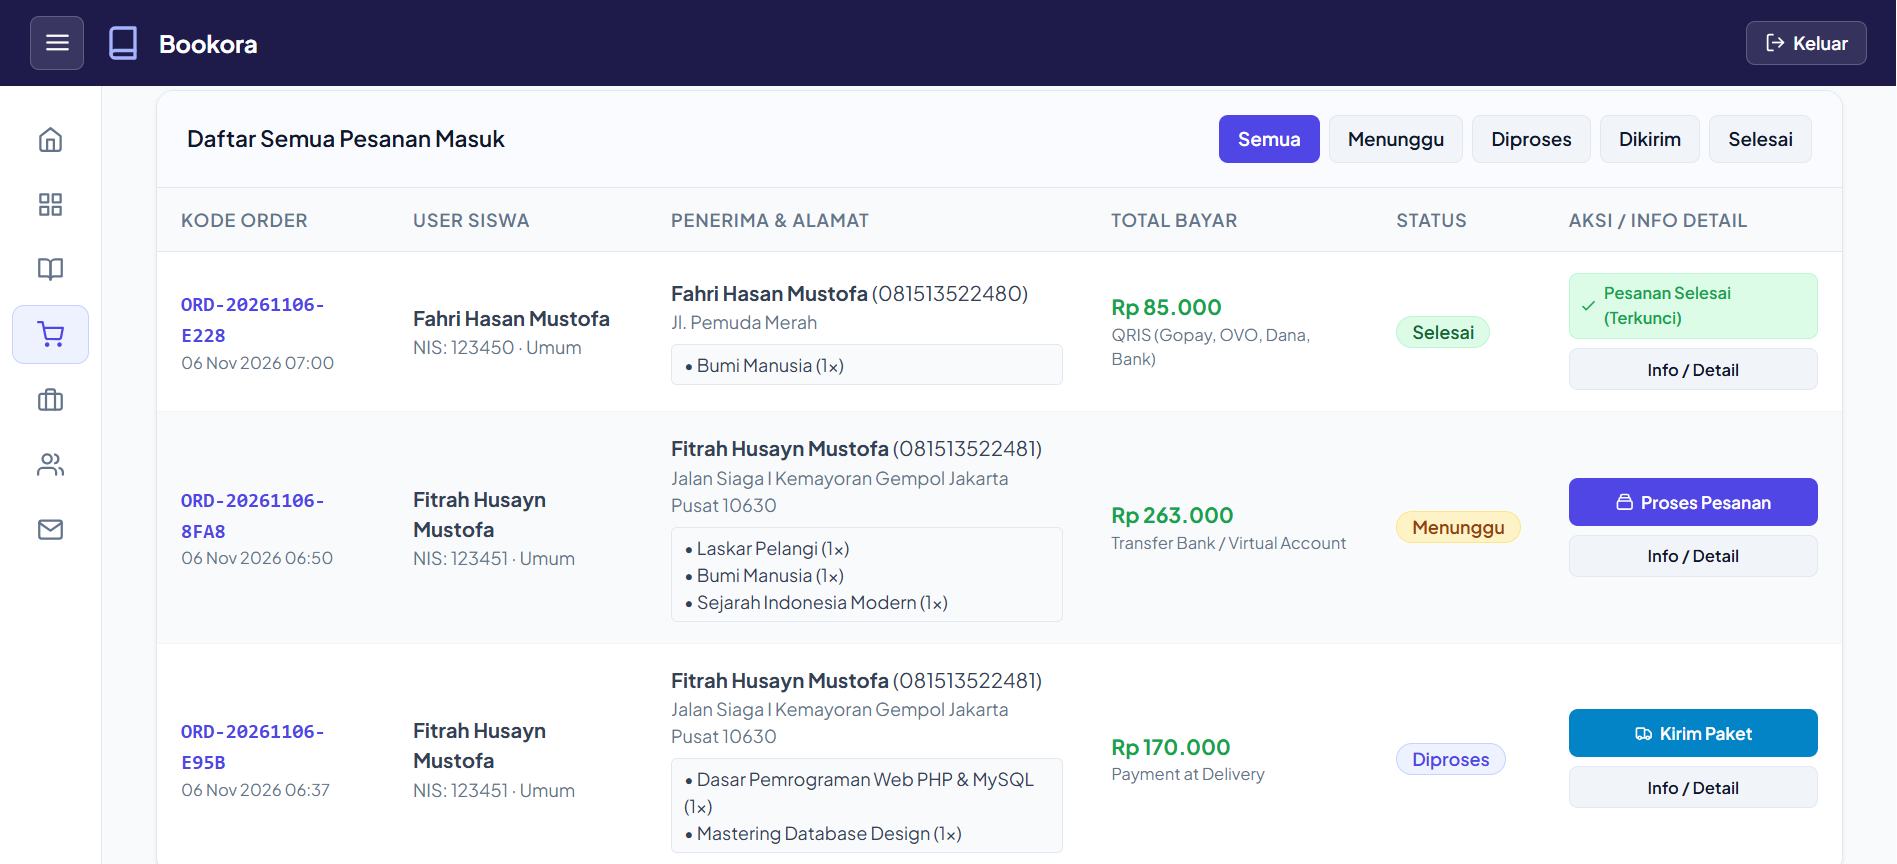 Bookora
Keluar
Daftar Semua Pesanan Masuk
Semua
Menunggu
Diproses
Dikirim
Selesai
KODE ORDER
USER SISWA
PENERIMA & ALAMAT
TOTAL BAYAR
STATUS
AKSI / INFO DETAIL
ORD-20261106-
E228
06 Nov 2026 07:00
Fahri Hasan Mustofa
NIS: 123450 · Umum
Fahri Hasan Mustofa (081513522480)
Jl. Pemuda Merah
• Bumi Manusia (1×)
Rp 85.000
QRIS (Gopay, OVO, Dana,
Bank)
Selesai
Pesanan Selesai
(Terkunci)
Info / Detail
ORD-20261106-
8FA8
06 Nov 2026 06:50
Fitrah Husayn
Mustofa
NIS: 123451 · Umum
Fitrah Husayn Mustofa (081513522481)
Jalan Siaga I Kemayoran Gempol Jakarta
Pusat 10630
• Laskar Pelangi (1×)
• Bumi Manusia (1×)
• Sejarah Indonesia Modern (1×)
Rp 263.000
Transfer Bank / Virtual Account
Menunggu
Proses Pesanan
Info / Detail
ORD-20261106-
E95B
06 Nov 2026 06:37
Fitrah Husayn
Mustofa
NIS: 123451 · Umum
Fitrah Husayn Mustofa (081513522481)
Jalan Siaga I Kemayoran Gempol Jakarta
Pusat 10630
• Dasar Pemrograman Web PHP & MySQL
(1×)
• Mastering Database Design (1×)
Rp 170.000
Payment at Delivery
Diproses
Kirim Paket
Info / Detail